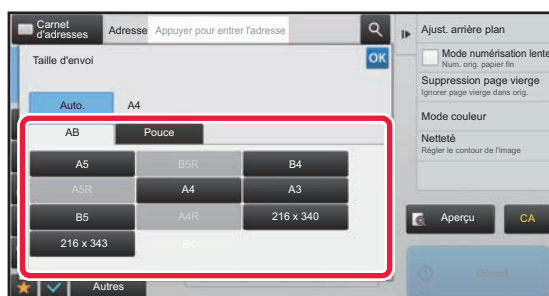 Carnet
d'adresses
Adresse
Appuyer pour entrer l'adresse
Taille d'envoi
OK
Auto.
A4
AB
Pouce
A5
B5R
B4
A5R
A4
A3
B5
A4R
216 x 340
216 x 343
8K
Autres
Ajust. arrière plan
Mode numérisation lente
Num. orig. papier fin
Suppression page vierge
Ignorer page vierge dans orig.
Mode couleur
Netteté
Régler le contour de l'image
Aperçu
CA
Départ